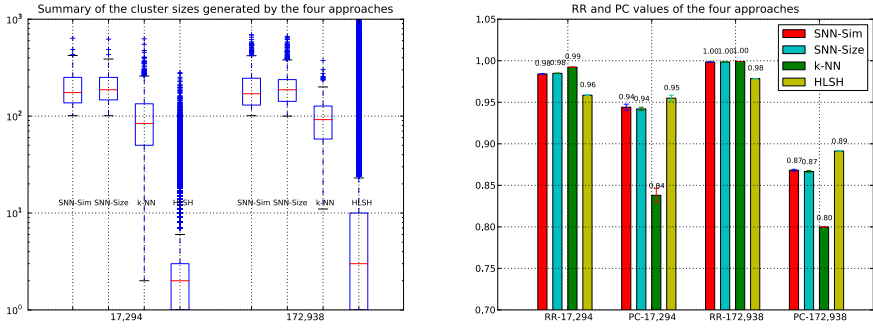 Summary of the cluster sizes generated by the four approaches
10³
10²
10¹
10⁰
SNN-Sim SNN-Size k-NN HLSH SNN-Sim SNN-Size k-NN HLSH
17,294 172,938
RR and PC values of the four approaches
1.05
1.00
0.95
0.90
0.85
0.80
0.75
0.70
0.98 0.98 0.99 0.96
0.94 0.94 0.84 0.95
1.00 1.00 1.00 0.98
0.87 0.87 0.80 0.89
SNN-Sim
SNN-Size
k-NN
HLSH
RR-17,294 PC-17,294 RR-172,938 PC-172,938